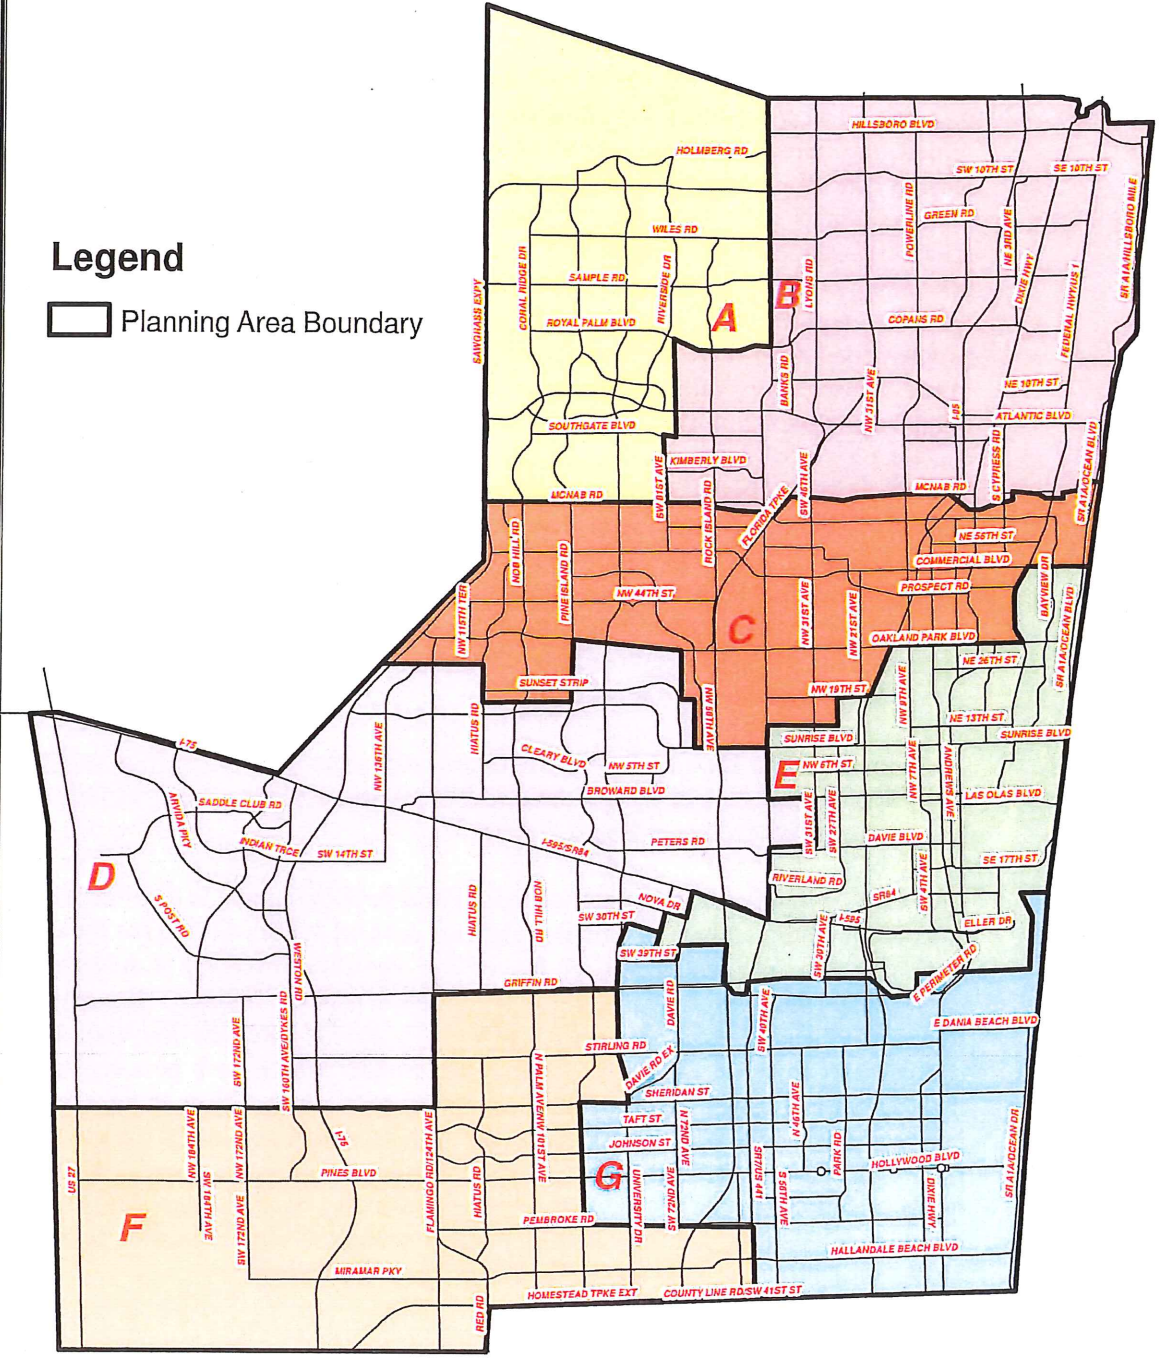 HILLSBORO BLVD
HOLMBERG RD
SW 10TH ST
SE 10TH ST
SR A1A/HILLSBORO MILE
POWERLINE RD
GREEN RD
NE 3RD AVE
WILES RD
Legend
CORAL RIDGE DR
SAMPLE RD
RIVERSIDE DR
LYONS RD
DIXIE HWY
FEDERAL HWY/US 1
B
SAWGRASS EXPY
ROYAL PALM BLVD
A
COPANS RD
Planning Area Boundary
BANKS RD
NW 31ST AVE
NE 10TH ST
I-95
ATLANTIC BLVD
SOUTHGATE BLVD
KIMBERLY BLVD
S CYPRESS RD
SR A1A/OCEAN BLVD
SW 81ST AVE
SW 46TH AVE
MCNAB RD
MCNAB RD
ROCK ISLAND RD
FLORIDA TPKE
NOB HILL RD
NE 56TH ST
COMMERCIAL BLVD
PINE ISLAND RD
PROSPECT RD
BAYVIEW DR
NW 44TH ST
NW 115TH TER
NW 31ST AVE
NW 21ST AVE
C
OAKLAND PARK BLVD
SR A1A/OCEAN BLVD
NE 26TH ST
SUNSET STRIP
NW 19TH ST
NW 9TH AVE
NW 56TH AVE
NE 13TH ST
HIATUS RD
SUNRISE BLVD
SUNRISE BLVD
I-75
NW 136TH AVE
CLEARY BLVD
NW 5TH ST
E
NW 6TH ST
NW 7TH AVE
ANDREWS AVE
BROWARD BLVD
LAS OLAS BLVD
SADDLE CLUB RD
ARVIDA PKY
SW 31ST AVE
SW 27TH AVE
INDIAN TRCE
SW 14TH ST
I-595/SR84
PETERS RD
DAVIE BLVD
SE 17TH ST
D
RIVERLAND RD
SW 4TH AVE
SR84
HIATUS RD
NOB HILL RD
NOVA DR
S POST RD
SW 30TH ST
I-595
ELLER DR
SW 30TH AVE
WESTON RD
SW 39TH ST
E PERIMETER RD
GRIFFIN RD
DAVIE RD
SW 40TH AVE
SW 172ND AVE
SW 160TH AVE/DYKES RD
E DANIA BEACH BLVD
STIRLING RD
N PALM AVE/NW 101ST AVE
DAVIE RD EX
SHERIDAN ST
N 46TH AVE
NW 184TH AVE
NW 172ND AVE
I-75
FLAMINGO RD/124TH AVE
TAFT ST
N 72ND AVE
JOHNSON ST
PARK RD
SR A1A/OCEAN DR
HOLLYWOOD BLVD
US 27
SW 184TH AVE
PINES BLVD
HIATUS RD
G
UNIVERSITY DR
SW 72ND AVE
SR7/US 441
S 56TH AVE
DIXIE HWY
F
SW 172ND AVE
PEMBROKE RD
HALLANDALE BEACH BLVD
MIRAMAR PKY
HOMESTEAD TPKE EXT
COUNTY LINE RD/SW 41ST ST
RED RD